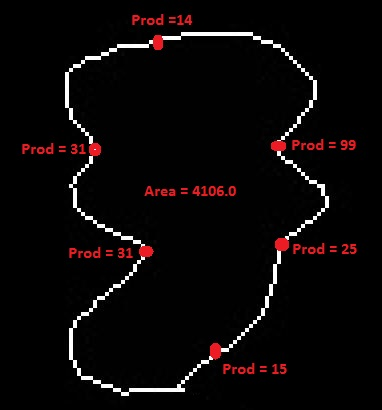 Prod =14
Prod = 31
Prod = 99
Area = 4106.0
Prod = 31
Prod = 25
Prod = 15